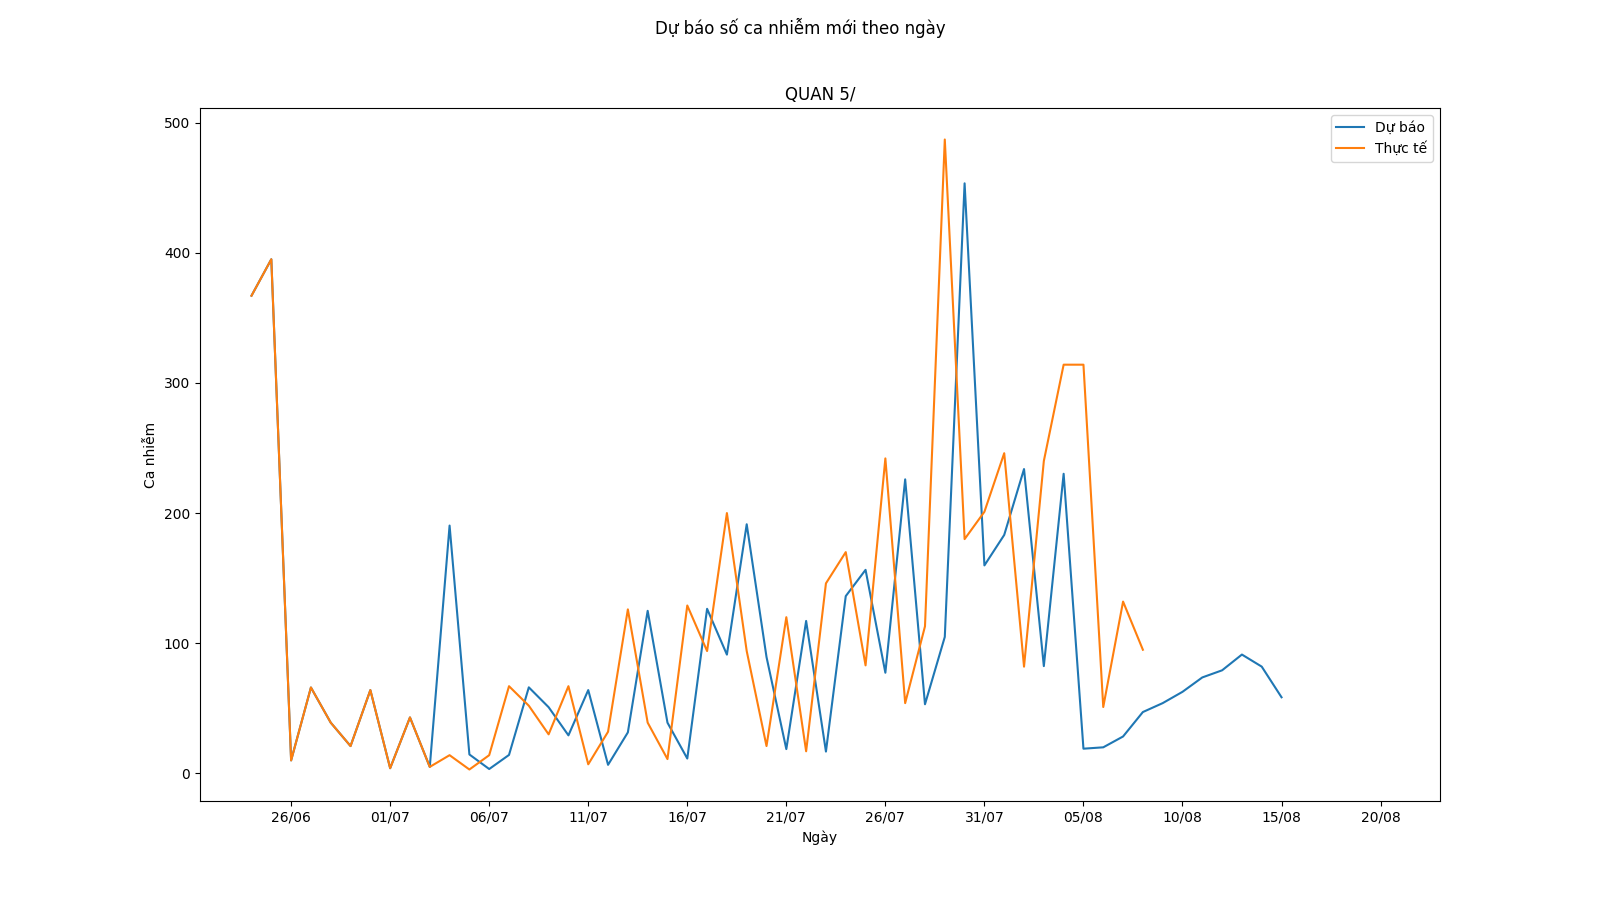 Dự báo số ca nhiễm mới theo ngày
QUAN 5/
Dự báo
Thực tế
500
400
300
200
100
0
Ca nhiễm
26/06 01/07 06/07 11/07 16/07 21/07 26/07 31/07 05/08 10/08 15/08 20/08
Ngày